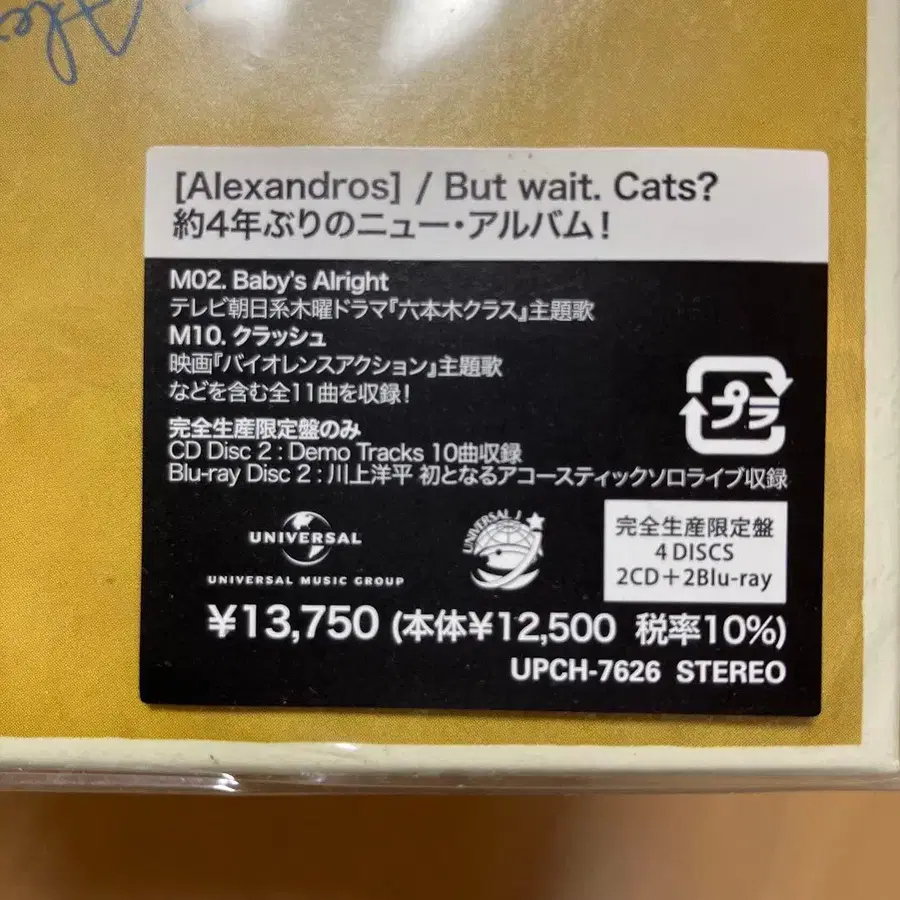 [Alexandros] / But wait. Cats?
約4年ぶりのニュー・アルバム!
M02. Baby's Alright
テレビ朝日系木曜ドラマ『六本木クラス』主題歌
M10. クラッシュ
映画『バイオレンスアクション』主題歌
などを含む全11曲を収録!
完全生産限定盤のみ
CD Disc 2 : Demo Tracks 10曲収録
Blu-ray Disc 2 : 川上洋平 初となるアコースティックソロライブ収録
プラ
UNIVERSAL
UNIVERSAL MUSIC GROUP
UNIVERSAL J
完全生産限定盤
4 DISCS
2CD+2Blu-ray
¥13,750 (本体¥12,500 税率10%)
UPCH-7626 STEREO